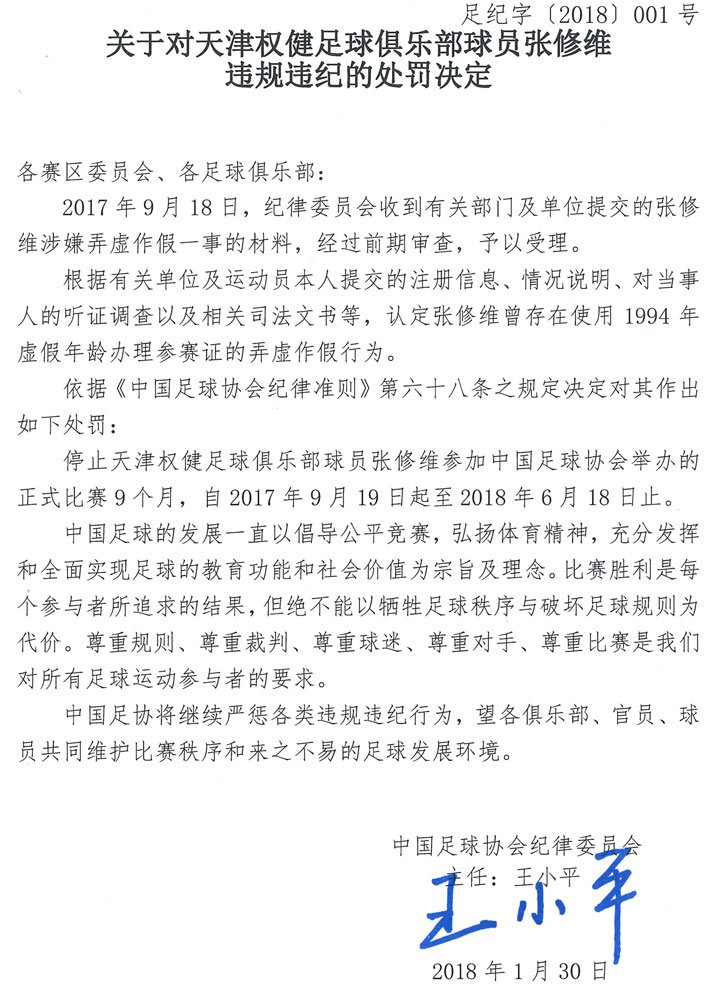 足纪字〔2018〕001号
关于对天津权健足球俱乐部球员张修维
违规违纪的处罚决定
各赛区委员会、各足球俱乐部：
2017年9月18日，纪律委员会收到有关部门及单位提交的张修
维涉嫌弄虚作假一事的材料，经过前期审查，予以受理。
根据有关单位及运动员本人提交的注册信息、情况说明、对当事
人的听证调查以及相关司法文书等，认定张修维曾存在使用1994年
虚假年龄办理参赛证的弄虚作假行为。
依据《中国足球协会纪律准则》第六十八条之规定决定对其作出
如下处罚：
停止天津权健足球俱乐部球员张修维参加中国足球协会举办的
正式比赛9个月，自2017年9月19日起至2018年6月18日止。
中国足球的发展一直以倡导公平竞赛，弘扬体育精神，充分发挥
和全面实现足球的教育功能和社会价值为宗旨及理念。比赛胜利是每
个参与者所追求的结果，但绝不能以牺牲足球秩序与破坏足球规则为
代价。尊重规则、尊重裁判、尊重球迷、尊重对手、尊重比赛是我们
对所有足球运动参与者的要求。
中国足协将继续严惩各类违规违纪行为，望各俱乐部、官员、球
员共同维护比赛秩序和来之不易的足球发展环境。
中国足球协会纪律委员会
主任：王小平
王小平
2018年1月30日